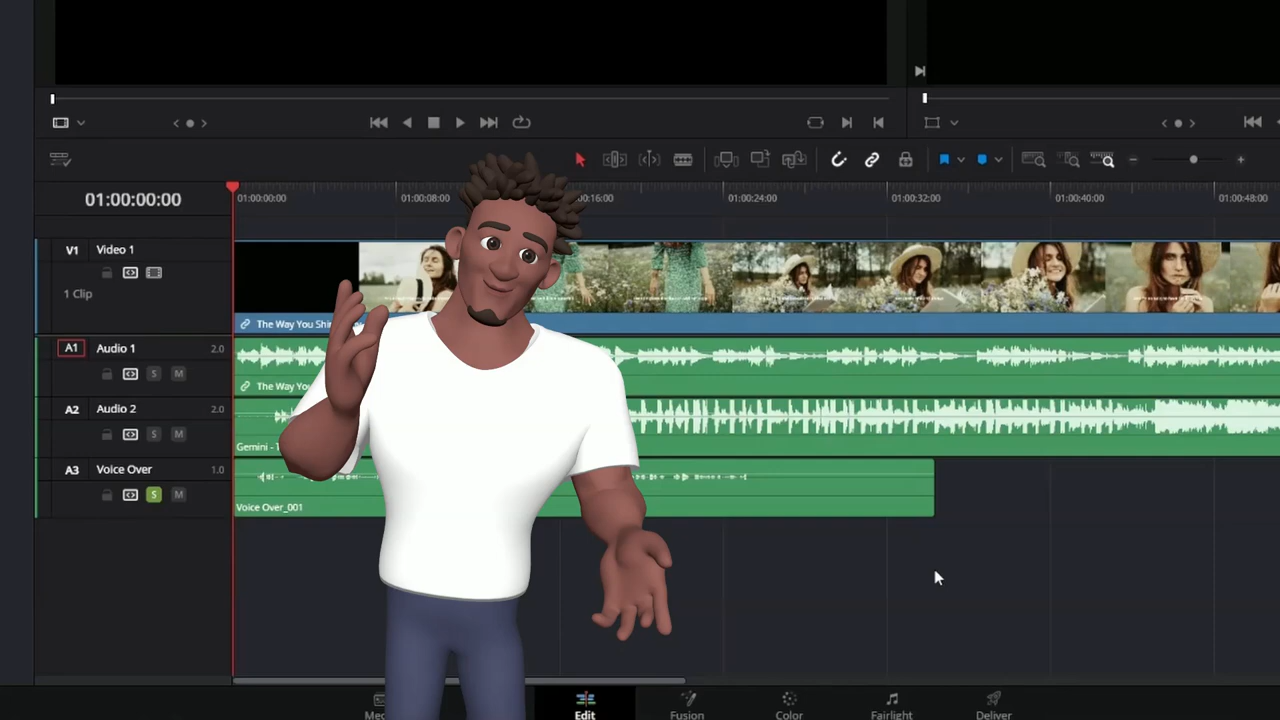 01:00:00:00
01:00:00:00
01:00:08:00
00:16:00
01:00:24:00
01:00:32:00
01:00:40:00
01:00:48:00
V1 Video 1
1 Clip
The Way You Shi
A1 Audio 1 2.0
S M
The Way You
A2 Audio 2 2.0
S M
Gemini -
A3 Voice Over 1.0
S M
Voice Over_001
Me
Edit
Fusion
Color
Fairlight
Deliver